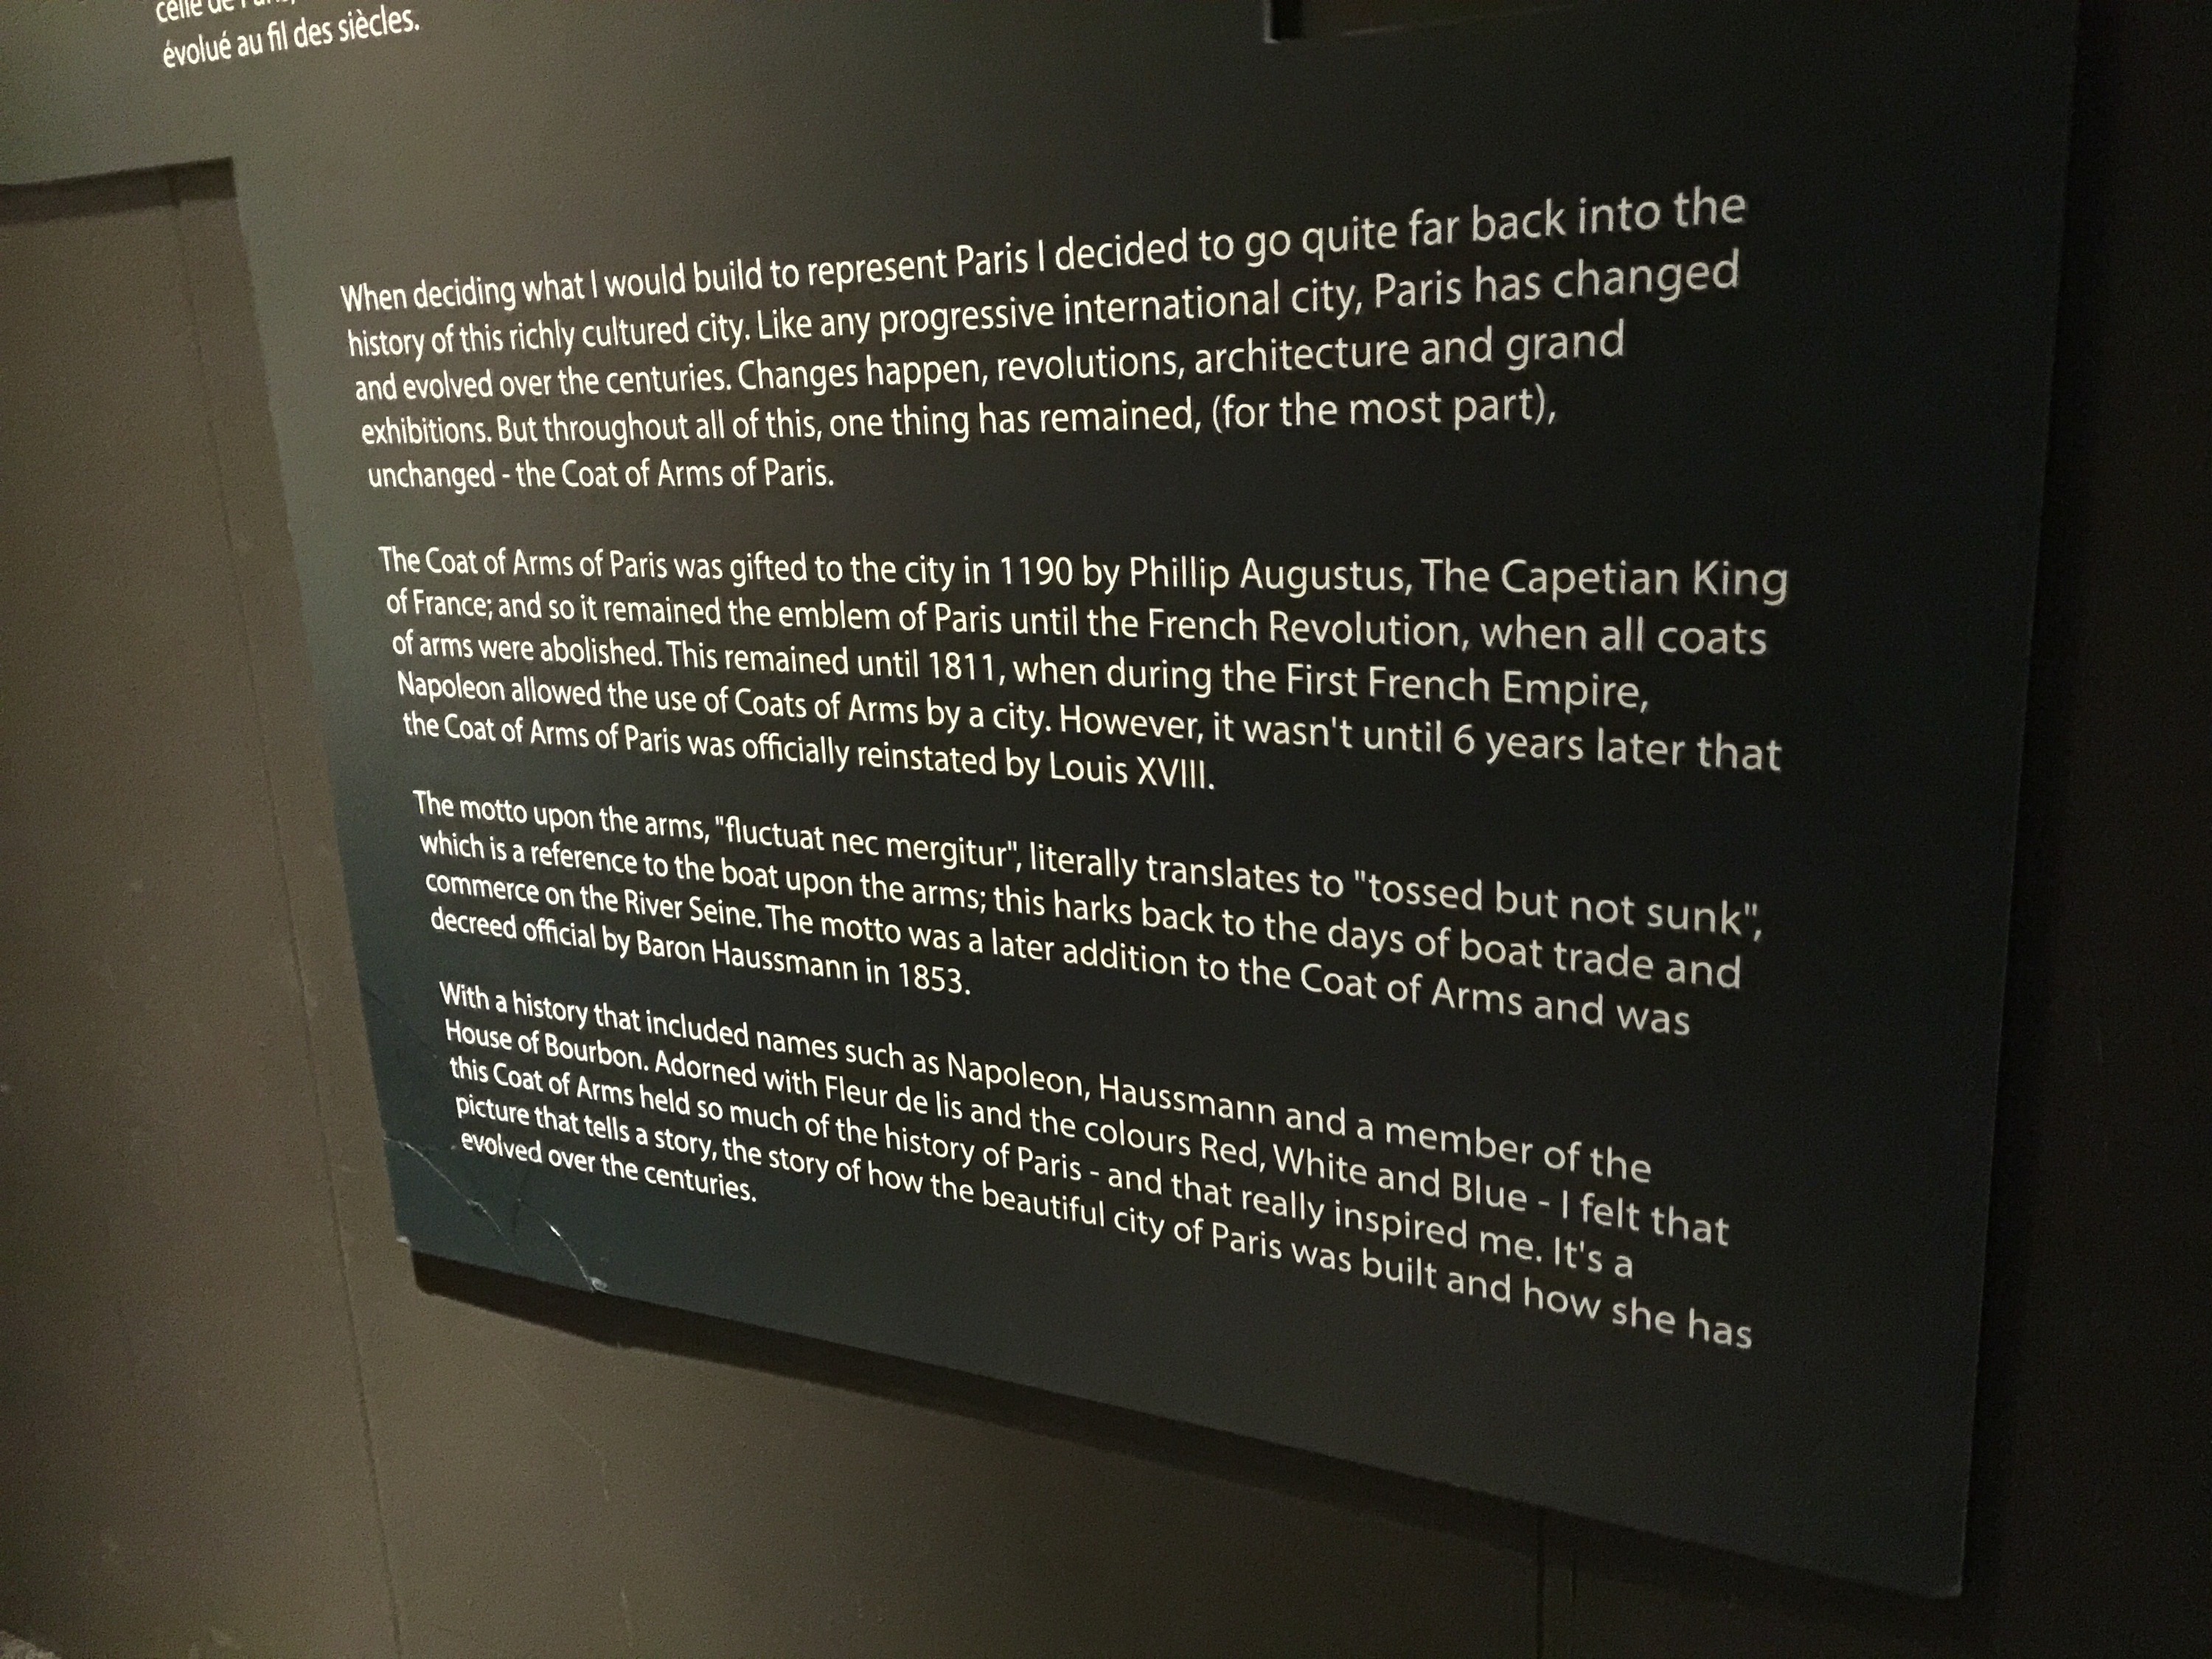 évolué au fil des siècles.
When deciding what I would build to represent Paris I decided to go quite far back into the
history of this richly cultured city. Like any progressive international city, Paris has changed
and evolved over the centuries. Changes happen, revolutions, architecture and grand
exhibitions. But throughout all of this, one thing has remained, (for the most part),
unchanged - the Coat of Arms of Paris.
The Coat of Arms of Paris was gifted to the city in 1190 by Phillip Augustus, The Capetian King
of France; and so it remained the emblem of Paris until the French Revolution, when all coats
of arms were abolished. This remained until 1811, when during the First French Empire,
Napoleon allowed the use of Coats of Arms by a city. However, it wasn't until 6 years later that
the Coat of Arms of Paris was officially reinstated by Louis XVIII.
The motto upon the arms, "fluctuat nec mergitur", literally translates to "tossed but not sunk",
which is a reference to the boat upon the arms; this harks back to the days of boat trade and
commerce on the River Seine. The motto was a later addition to the Coat of Arms and was
decreed official by Baron Haussmann in 1853.
With a history that included names such as Napoleon, Haussmann and a member of the
House of Bourbon. Adorned with Fleur de lis and the colours Red, White and Blue - I felt that
this Coat of Arms held so much of the history of Paris - and that really inspired me. It's a
picture that tells a story, the story of how the beautiful city of Paris was built and how she has
evolved over the centuries.